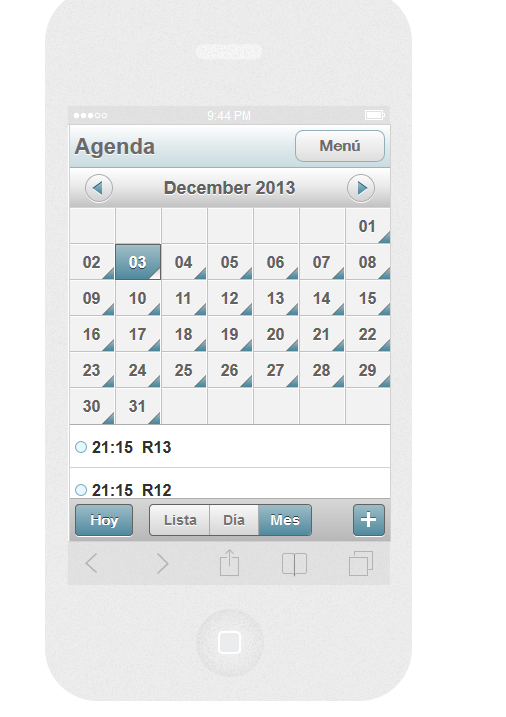 9:44 PM
Agenda Menú
December 2013
01
02 03 04 05 06 07 08
09 10 11 12 13 14 15
16 17 18 19 20 21 22
23 24 25 26 27 28 29
30 31
21:15 R13
21:15 R12
Hoy Lista Día Mes +